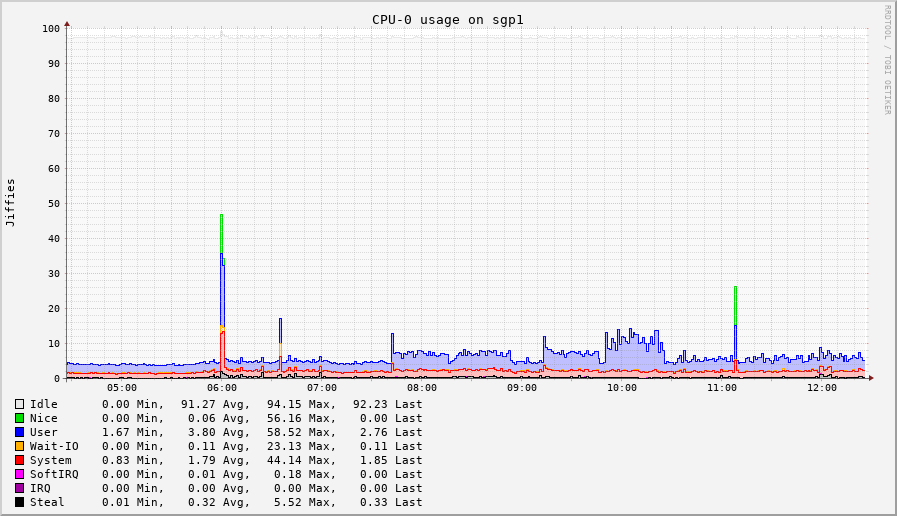 CPU-0 usage on sgp1
RRDTOOL / TOBI OETIKER
Jiffies
100
90
80
70
60
50
40
30
20
10
0
05:00 06:00 07:00 08:00 09:00 10:00 11:00 12:00
Idle 0.00 Min, 91.27 Avg, 94.15 Max, 92.23 Last
Nice 0.00 Min, 0.06 Avg, 56.16 Max, 0.00 Last
User 1.67 Min, 3.80 Avg, 58.52 Max, 2.76 Last
Wait-IO 0.00 Min, 0.11 Avg, 23.13 Max, 0.11 Last
System 0.83 Min, 1.79 Avg, 44.14 Max, 1.85 Last
SoftIRQ 0.00 Min, 0.01 Avg, 0.18 Max, 0.00 Last
IRQ 0.00 Min, 0.00 Avg, 0.00 Max, 0.00 Last
Steal 0.01 Min, 0.32 Avg, 5.52 Max, 0.33 Last